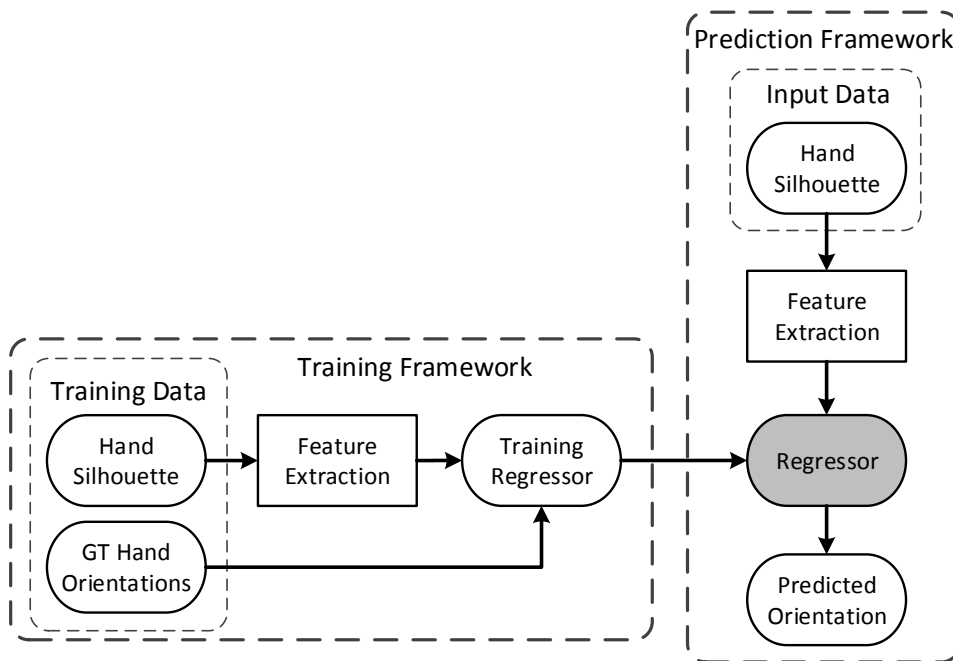 Prediction Framework
Input Data
Hand
Silhouette
Feature
Extraction
Regressor
Predicted
Orientation
Training Framework
Training Data
Hand
Silhouette
Feature
Extraction
Training
Regressor
GT Hand
Orientations